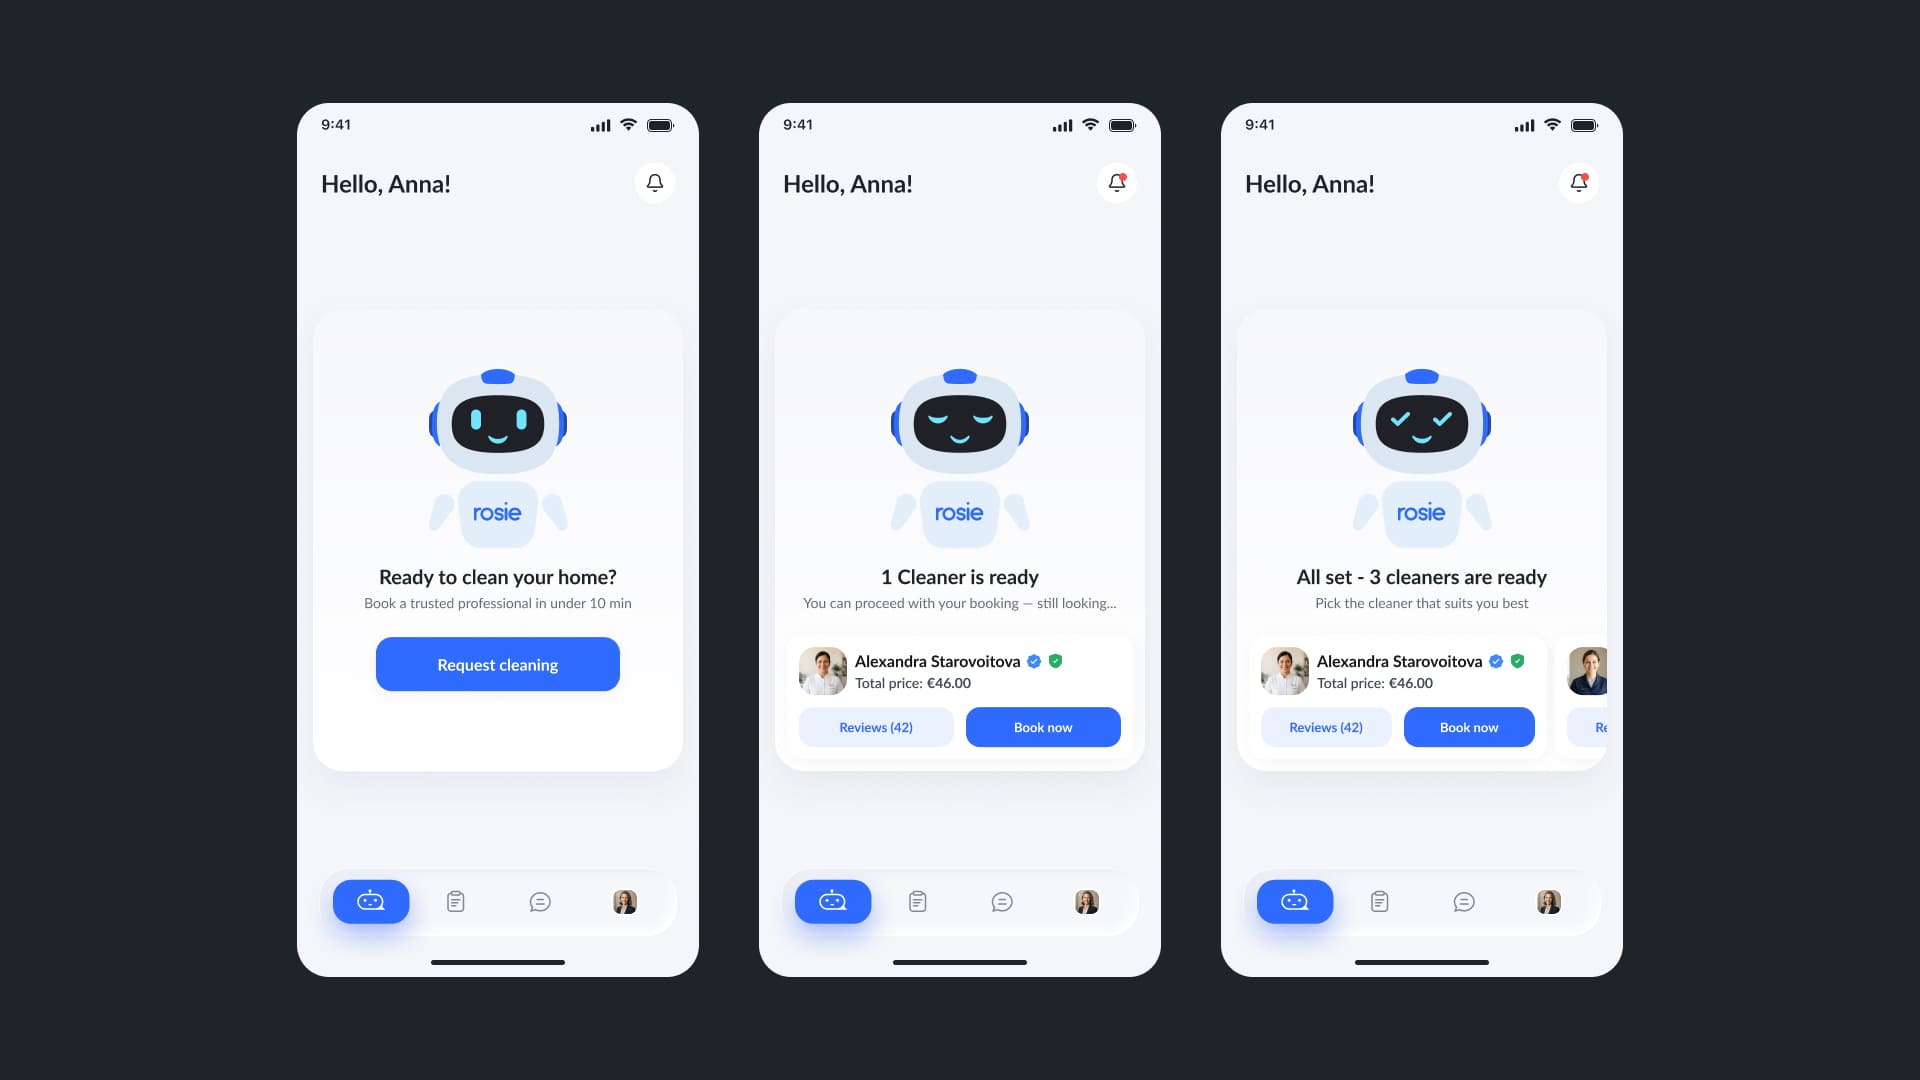 9:41
Hello, Anna!
rosie
Ready to clean your home?
Book a trusted professional in under 10 min
Request cleaning
9:41
Hello, Anna!
rosie
1 Cleaner is ready
You can proceed with your booking — still looking...
Alexandra Starovoitova
Total price: €46.00
Reviews (42)
Book now
9:41
Hello, Anna!
rosie
All set - 3 cleaners are ready
Pick the cleaner that suits you best
Alexandra Starovoitova
Total price: €46.00
Reviews (42)
Book now
Re